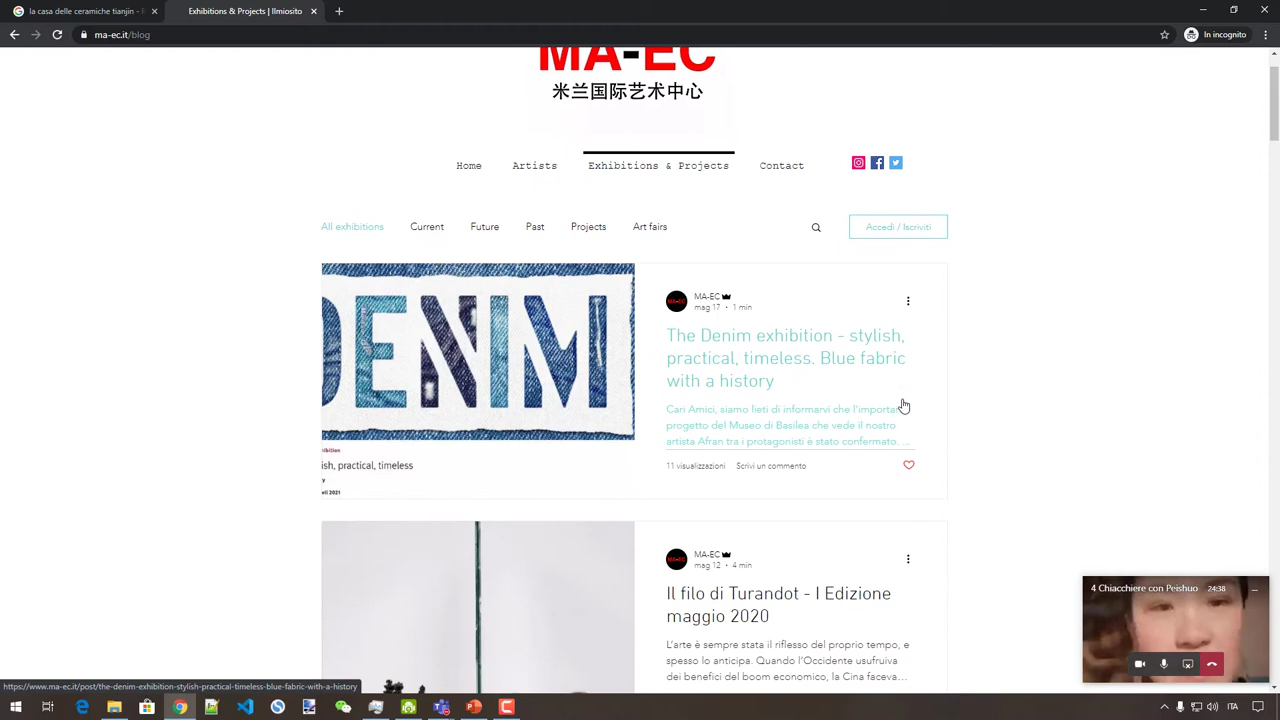 la casa delle ceramiche tianjin - 
Exhibitions & Projects | Milmosito
ma-ec.it/blog
In incognito
MA-EC
米兰国际艺术中心
Home
Artists
Exhibitions & Projects
Contact
All exhibitions
Current
Future
Past
Projects
Art fairs
Accedi / Iscriviti
DENIM
ish, practical, timeless
2021
MA-EC
mag 17 · 1 min
The Denim exhibition - stylish,
practical, timeless. Blue fabric
with a history
Cari Amici, siamo lieti di informarvi che l'importan
progetto del Museo di Basilea che vede il nostro
artista Afran tra i protagonisti è stato confermato. ...
11 visualizzazioni
Scrivi un commento
MA-EC
mag 12 · 4 min
Il filo di Turandot - I Edizione
maggio 2020
L'arte è sempre stata il riflesso del proprio tempo, e
spesso lo anticipa. Quando l'Occidente usufruiva
dei benefici del boom economico, la Cina faceva...
4 Chiacchiere con Peishuo
24:38
https://www.ma-ec.it/post/the-denim-exhibition-stylish-practical-timeless-blue-fabric-with-a-history
ITA